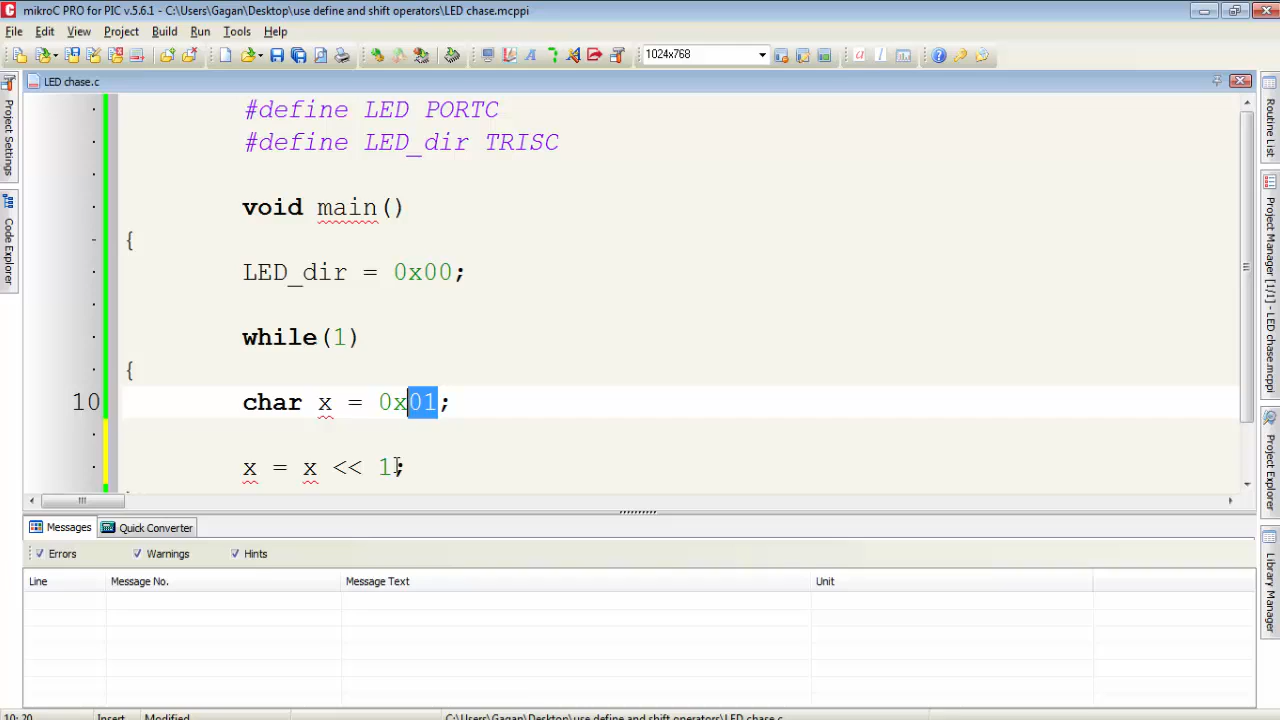 mikroC PRO for PIC v.5.6.1 - C:\Users\Gagan\Desktop\use define and shift operators\LED chase.mcppi
File Edit View Project Build Run Tools Help
1024x768
LED chase.c
#define LED PORTC
#define LED_dir TRISC
void main()
{
LED_dir = 0x00;
while(1)
{
10 char x = 0x01;
x = x << 1;
Project Settings
Code Explorer
Routine List
Project Manager [1/1] - LED chase.mcppi
Project Explorer
Library Manager
Messages Quick Converter
Errors Warnings Hints
Line Message No. Message Text Unit
10: 20 Insert Modified C:\Users\Gagan\Desktop\use define and shift operators\LED chase.c